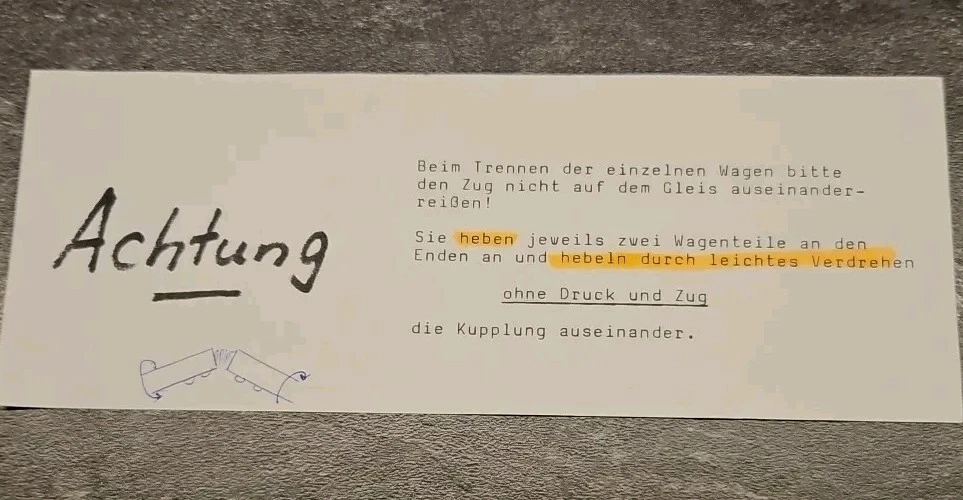 Achtung
Beim Trennen der einzelnen Wagen bitte
den Zug nicht auf dem Gleis auseinander-
reißen!
Sie heben jeweils zwei Wagenteile an den
Enden an und hebeln durch leichtes Verdrehen
ohne Druck und Zug
die Kupplung auseinander.